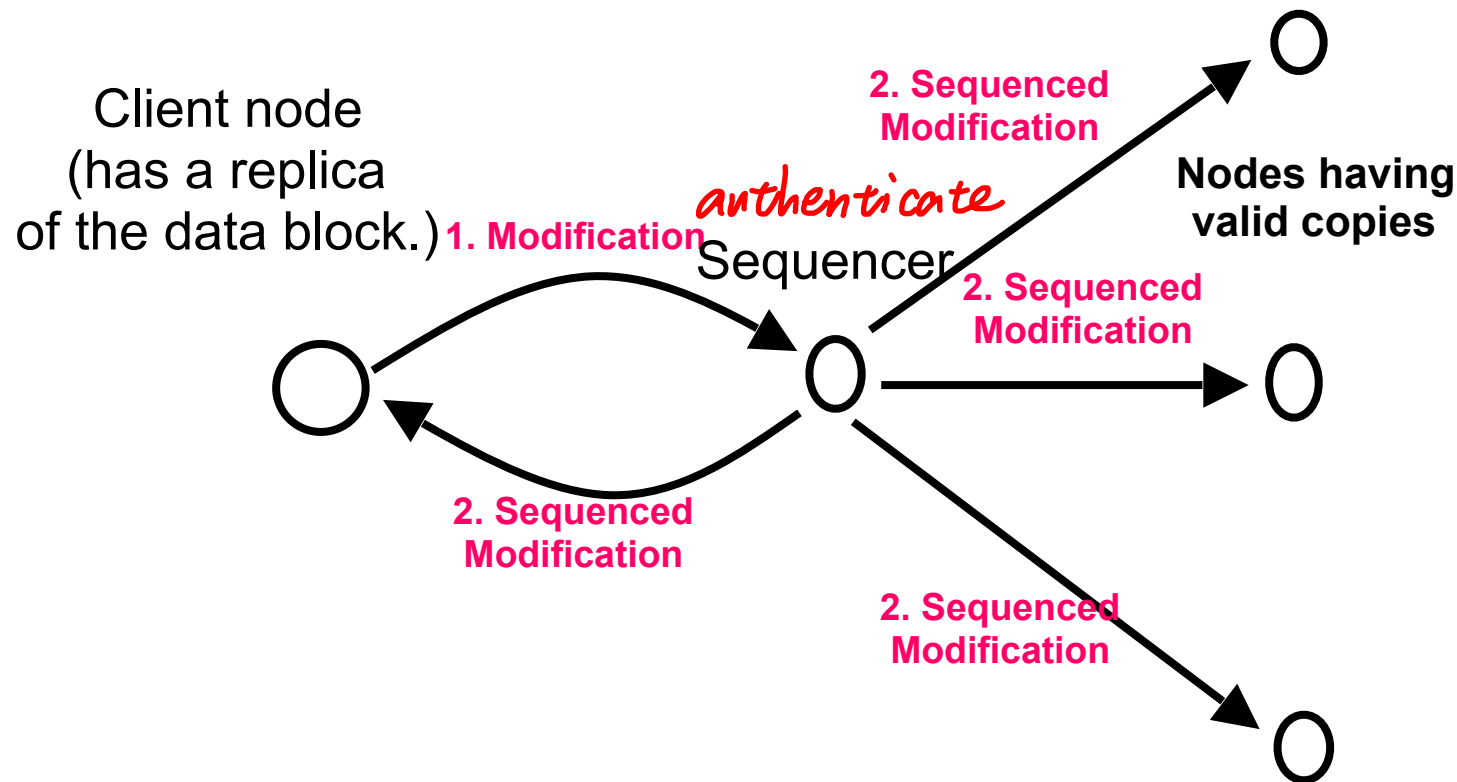 Client node
(has a replica
of the data block.)
1. Modification
authenticate
Sequencer
2. Sequenced
Modification
Nodes having
valid copies
2. Sequenced
Modification
2. Sequenced
Modification
2. Sequenced
Modification